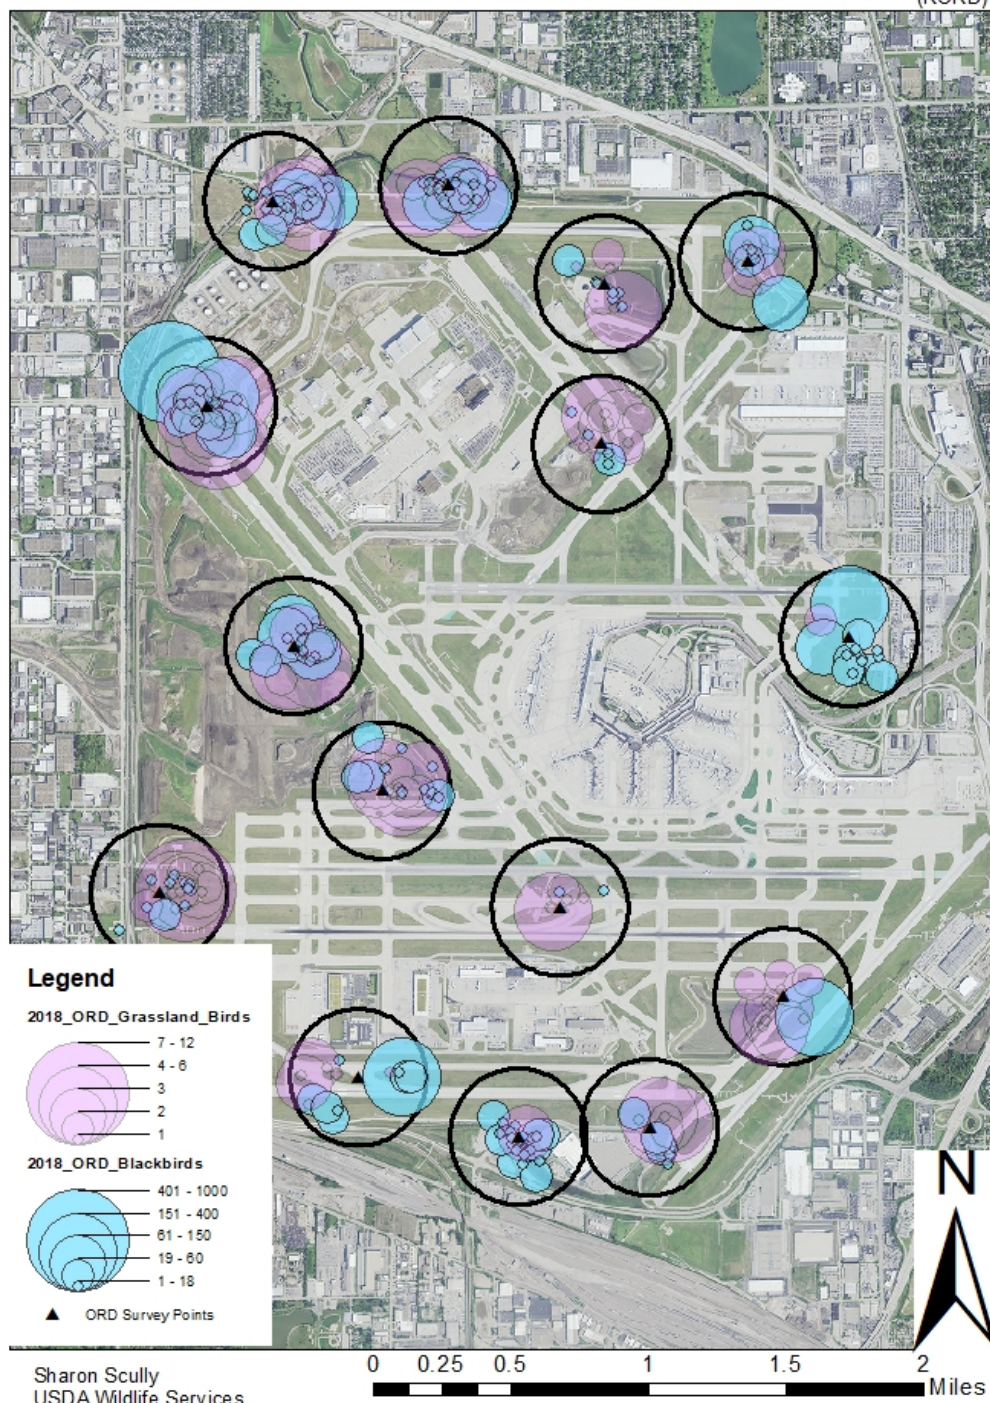 Legend
2018_ORD_Grassland_Birds
7 - 12
4 - 6
3
2
1
2018_ORD_Blackbirds
401 - 1000
151 - 400
61 - 150
19 - 60
1 - 18
ORD Survey Points
N
0 0.25 0.5 1 1.5 2
Miles
Sharon Scully
USDA Wildlife Services